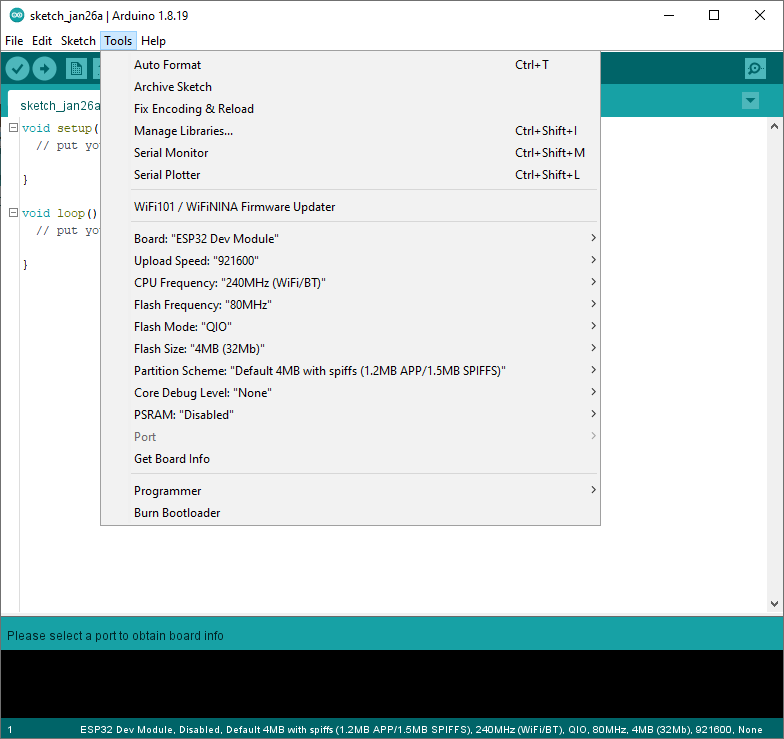 sketch_jan26a | Arduino 1.8.19
File Edit Sketch Tools Help
sketch_jan26a
void setup(
// put yo
}
void loop()
// put yo
}
Auto Format Ctrl+T
Archive Sketch
Fix Encoding & Reload
Manage Libraries... Ctrl+Shift+I
Serial Monitor Ctrl+Shift+M
Serial Plotter Ctrl+Shift+L
WiFi101 / WiFiNINA Firmware Updater
Board: "ESP32 Dev Module"
Upload Speed: "921600"
CPU Frequency: "240MHz (WiFi/BT)"
Flash Frequency: "80MHz"
Flash Mode: "QIO"
Flash Size: "4MB (32Mb)"
Partition Scheme: "Default 4MB with spiffs (1.2MB APP/1.5MB SPIFFS)"
Core Debug Level: "None"
PSRAM: "Disabled"
Port
Get Board Info
Programmer
Burn Bootloader
Please select a port to obtain board info
1 ESP32 Dev Module, Disabled, Default 4MB with spiffs (1.2MB APP/1.5MB SPIFFS), 240MHz (WiFi/BT), QIO, 80MHz, 4MB (32Mb), 921600, None